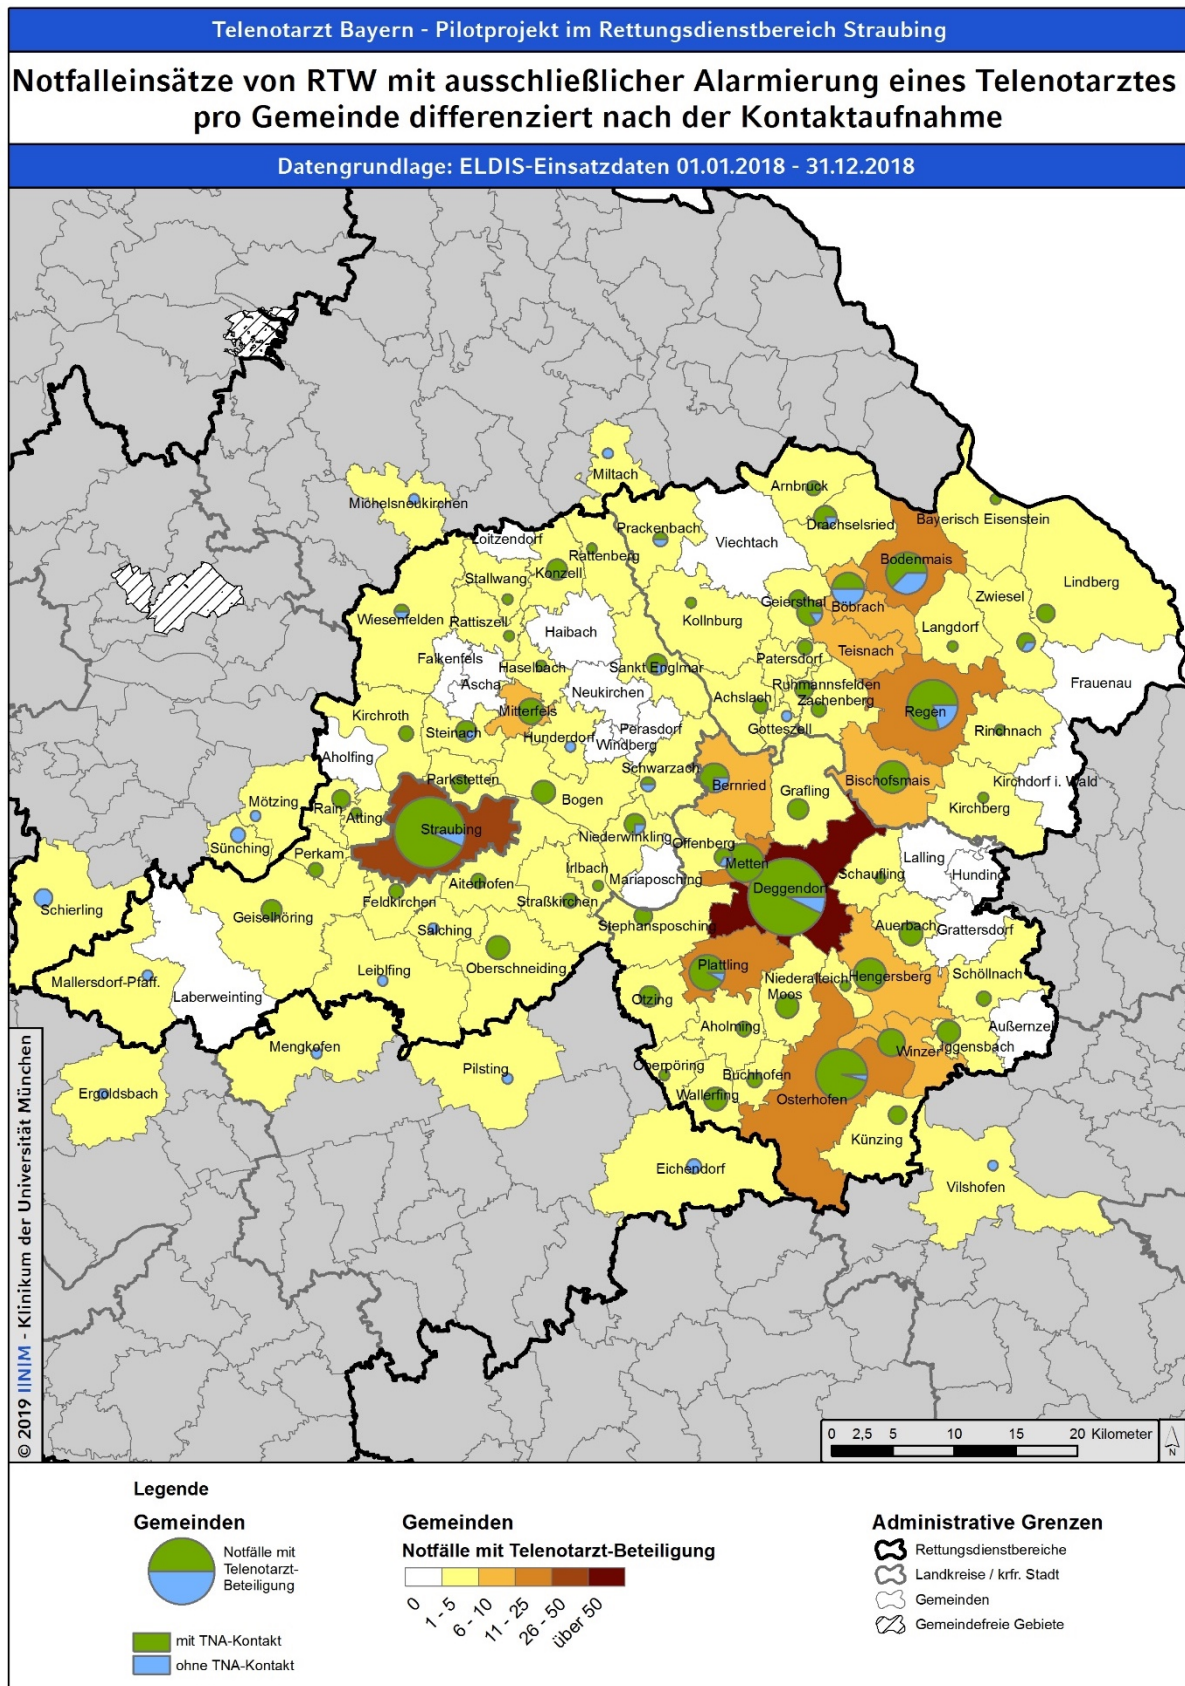 Telenotarzt Bayern - Pilotprojekt im Rettungsdienstbereich Straubing
Notfalleinsätze von RTW mit ausschließlicher Alarmierung eines Telenotarztes
pro Gemeinde differenziert nach der Kontaktaufnahme
Datengrundlage: ELDIS-Einsatzdaten 01.01.2018 - 31.12.2018
Miltach
Michelsneukirchen
Arnbruck
Drachselsried
Bayerisch Eisenstein
Prackenbach
Viechtach
Loitzendorf
Rattenberg
Konzell
Stallwang
Bodenmais
Lindberg
Zwiesel
Geiersthal
Böbrach
Wiesenfelden
Rattiszell
Kollnburg
Langdorf
Haibach
Teisnach
Falkenfels
Haselbach
Sankt Englmar
Patersdorf
Ascha
Neukirchen
Ruhmannsfelden
Frauenau
Achslach
Zachenberg
Regen
Kirchroth
Mitterfels
Steinach
Hunderdorf
Perasdorf
Windberg
Gotteszell
Rinchnach
Aholfing
Schwarzach
Parkstetten
Bernried
Bischofsmais
Kirchdorf i. Wald
Mötzing
Rain
Bogen
Grafling
Kirchberg
Atting
Straubing
Sünching
Niederwinkling
Offenberg
Metten
Lalling
Perkam
Irlbach
Hunding
Aiterhofen
Mariaposching
Deggendorf
Schaufling
Schierling
Feldkirchen
Straßkirchen
Geiselhöring
Salching
Stephansposching
Auerbach
Grattersdorf
Oberschneiding
Plattling
Mallersdorf-Pfaff.
Leiblfing
Niederalteich
Hengersberg
Schöllnach
Laberweinting
Otzing
Moos
Außernzell
Aholming
Mengkofen
Iggensbach
Winzer
Pilsting
Oberpöring
Buchhofen
Ergoldsbach
Wallerfing
Osterhofen
Künzing
Eichendorf
Vilshofen
© 2019 INM - Klinikum der Universität München
0 2,5 5 10 15 20 Kilometer
N
Legende
Gemeinden
Notfälle mit
Telenotarzt-
Beteiligung
mit TNA-Kontakt
ohne TNA-Kontakt
Gemeinden
Notfälle mit Telenotarzt-Beteiligung
0
1 - 5
6 - 10
11 - 25
26 - 50
über 50
Administrative Grenzen
Rettungsdienstbereiche
Landkreise / krfr. Stadt
Gemeinden
Gemeindefreie Gebiete